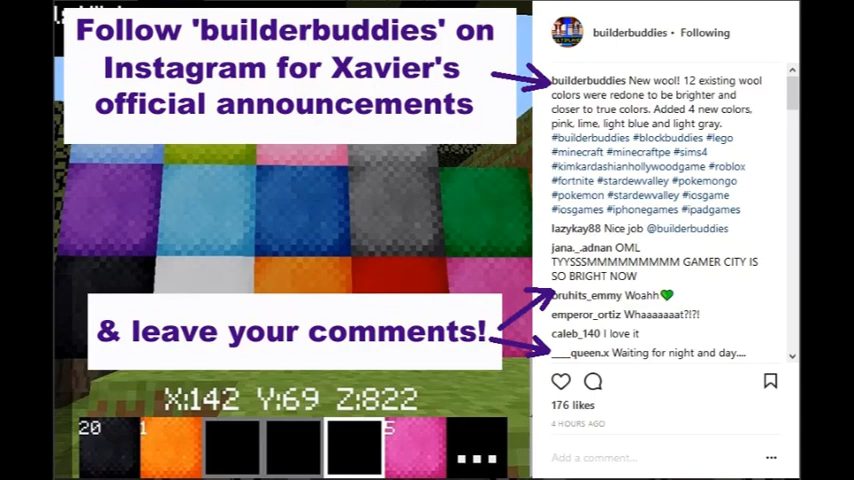 Follow 'builderbuddies' on
Instagram for Xavier's
official announcements
& leave your comments!
X:142 Y:69 Z:822
20
1
5
...
builderbuddies • Following
builderbuddies New wool! 12 existing wool
colors were redone to be brighter and
closer to true colors. Added 4 new colors,
pink, lime, light blue and light gray.
#builderbuddies #blockbuddies #lego
#minecraft #minecraftpe #sims4
#kimkardashianhollywoodgame #roblox
#fortnite #stardewvalley #pokemongo
#pokemon #stardewvalley #iosgame
#iosgames #iphonegames #ipadgames
lazykay88 Nice job @builderbuddies
jana._.adnan OML
TYYSSSMMMMMMMMM GAMER CITY IS
SO BRIGHT NOW
bruhits_emmy Woahh💚
emperor_ortiz Whaaaaaat?!?!
caleb_140 I love it
___queen.x Waiting for night and day....
176 likes
4 HOURS AGO
Add a comment...